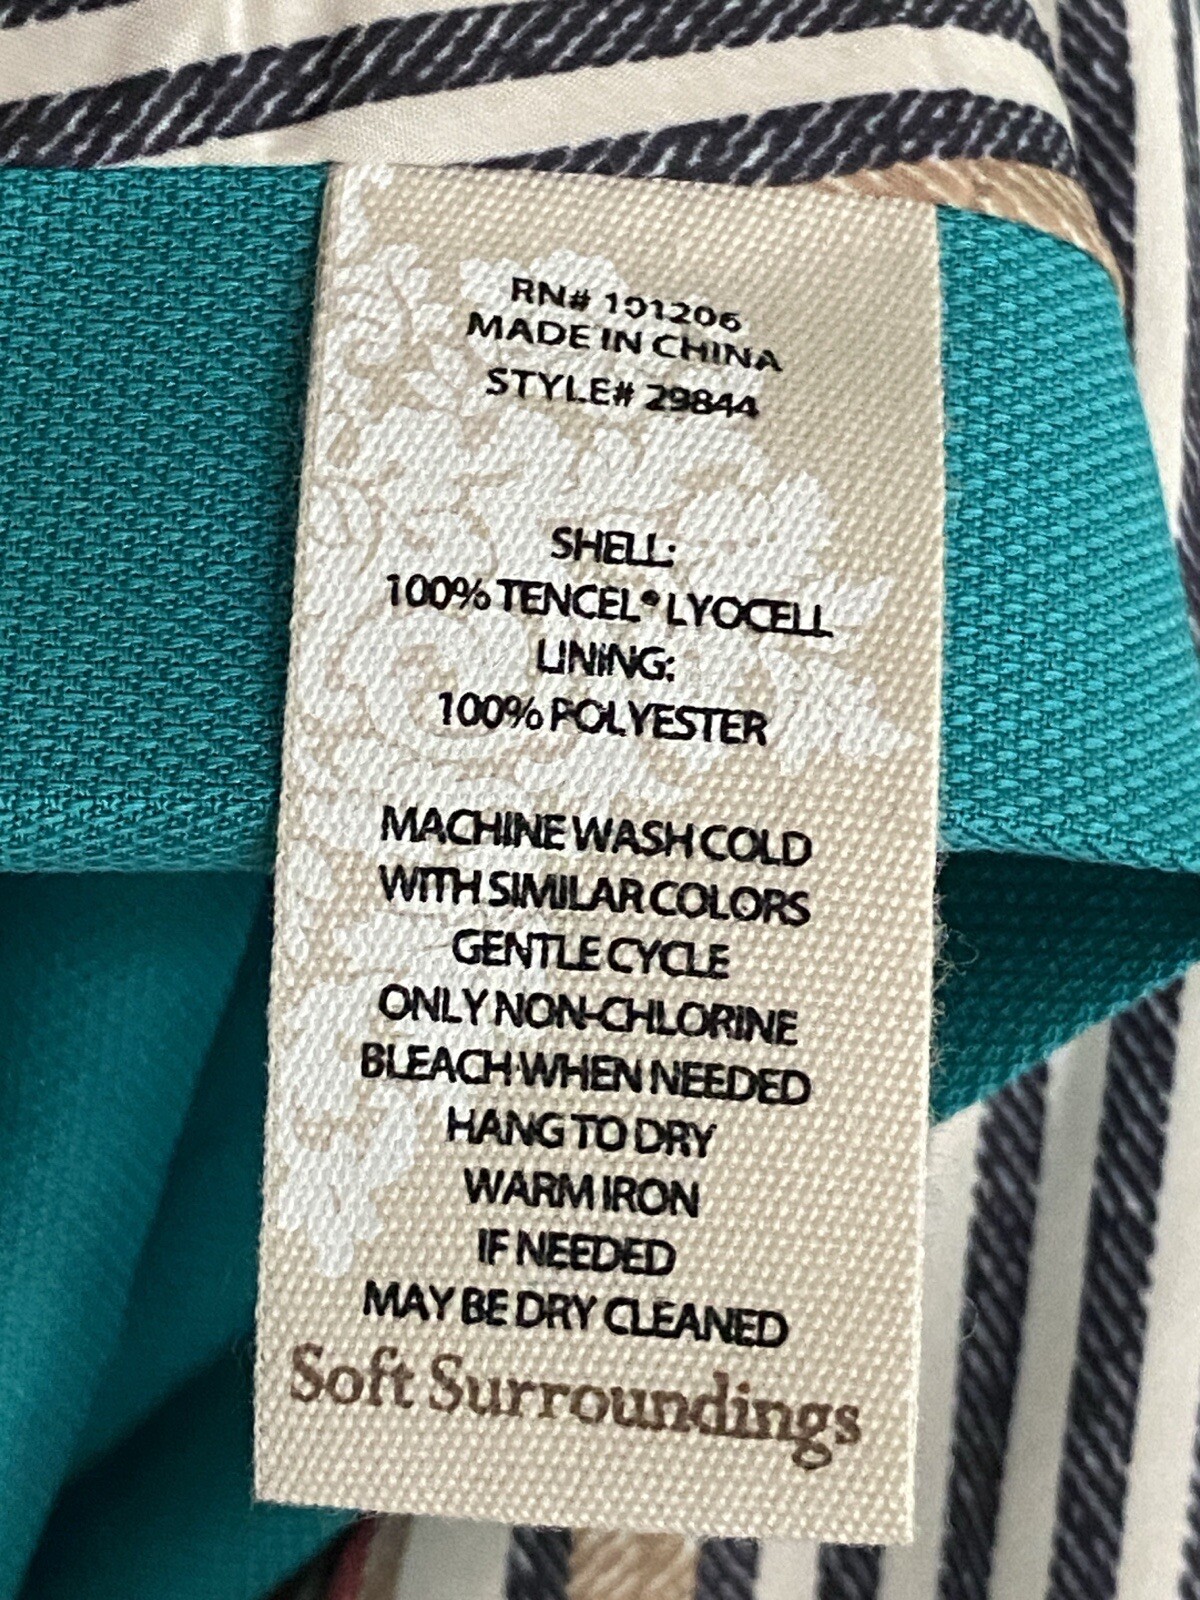 RN# 101206
MADE IN CHINA
STYLE# 29844
SHELL:
100% TENCEL® LYOCELL
LINING:
100% POLYESTER
MACHINE WASH COLD
WITH SIMILAR COLORS
GENTLE CYCLE
ONLY NON-CHLORINE
BLEACH WHEN NEEDED
HANG TO DRY
WARM IRON
IF NEEDED
MAY BE DRY CLEANED
Soft Surroundings